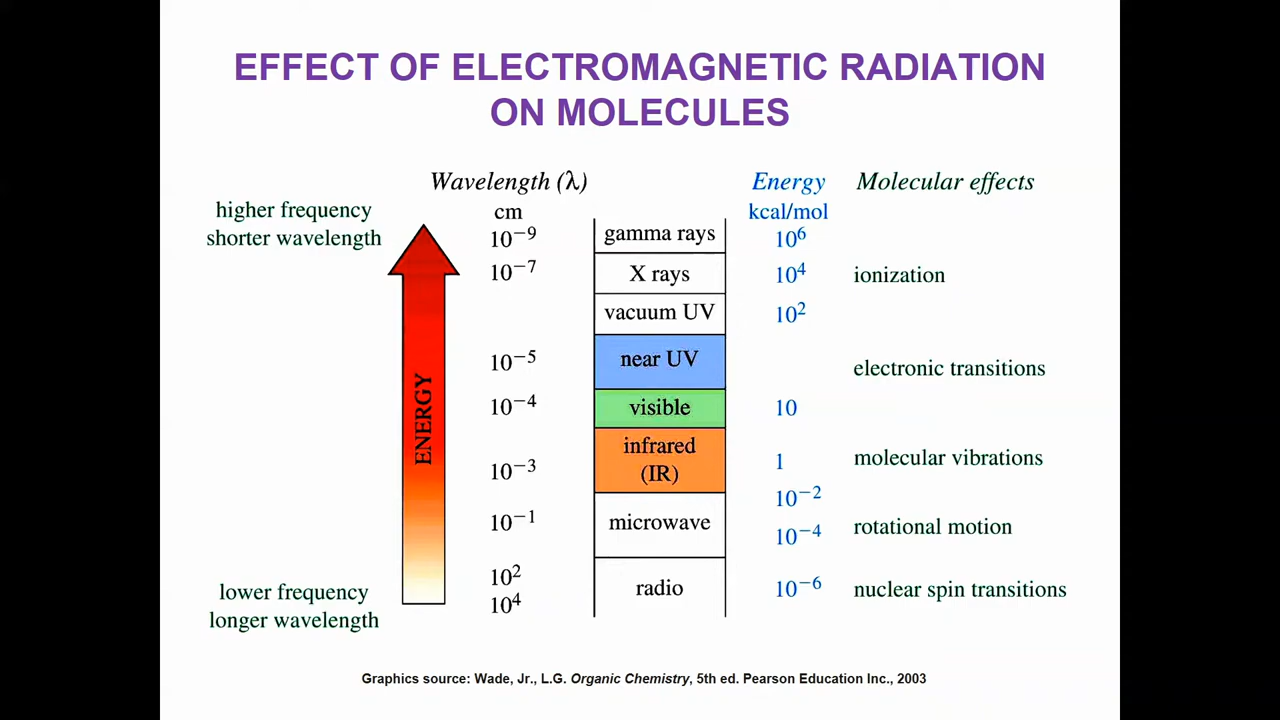 EFFECT OF ELECTROMAGNETIC RADIATION
ON MOLECULES
Wavelength (λ)
cm
Energy
kcal/mol
Molecular effects
higher frequency
shorter wavelength
10⁻⁹
gamma rays
10⁶
10⁻⁷
X rays
10⁴
ionization
vacuum UV
10²
10⁻⁵
near UV
electronic transitions
10⁻⁴
visible
10
ENERGY
infrared
(IR)
10⁻³
1
molecular vibrations
10⁻²
10⁻¹
microwave
10⁻⁴
rotational motion
10²
radio
10⁻⁶
nuclear spin transitions
10⁴
lower frequency
longer wavelength
Graphics source: Wade, Jr., L.G. Organic Chemistry, 5th ed. Pearson Education Inc., 2003